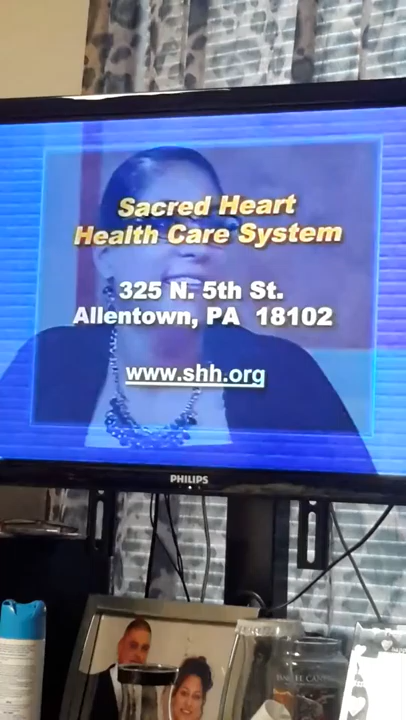 Sacred Heart
Health Care System
325 N. 5th St.
Allentown, PA 18102
www.shh.org
PHILIPS